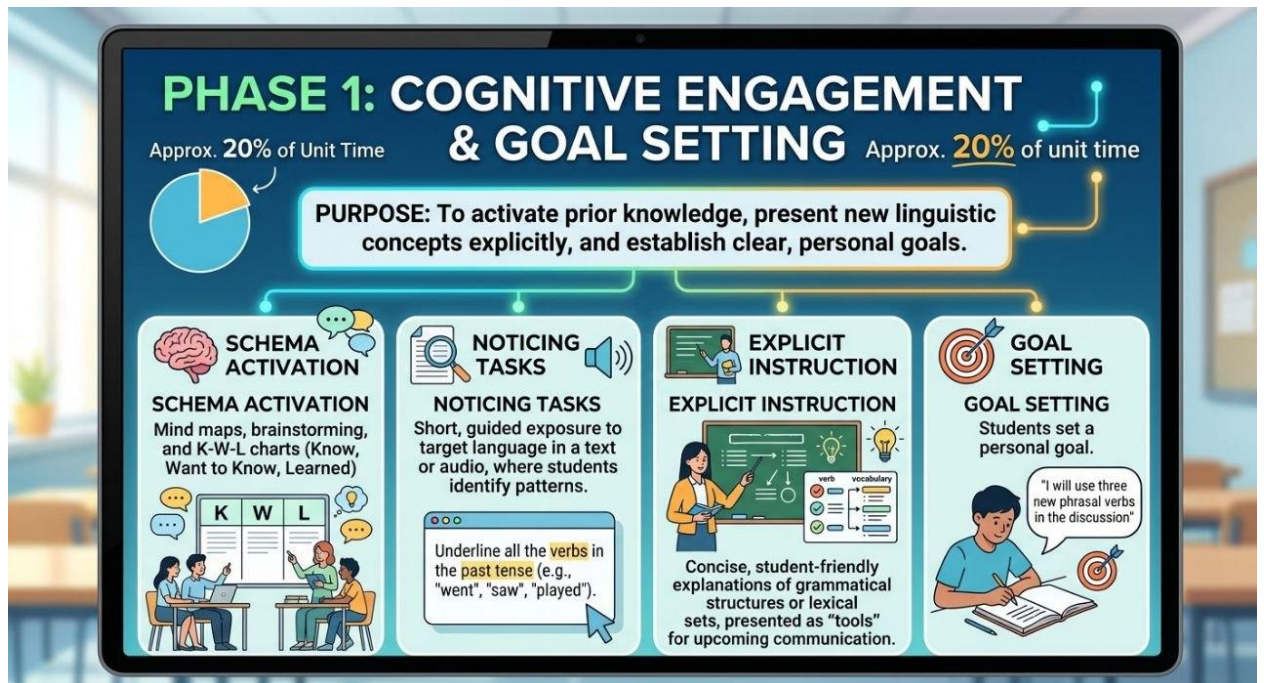 PHASE 1: COGNITIVE ENGAGEMENT
& GOAL SETTING
Approx. 20% of Unit Time
Approx. 20% of unit time
PURPOSE: To activate prior knowledge, present new linguistic
concepts explicitly, and establish clear, personal goals.
SCHEMA
ACTIVATION
SCHEMA ACTIVATION
Mind maps, brainstorming,
and K-W-L charts (Know,
Want to Know, Learned)
K W L
NOTICING
TASKS
NOTICING TASKS
Short, guided exposure to
target language in a text
or audio, where students
identify patterns.
Underline all the verbs in
the past tense (e.g.,
"went", "saw", "played").
EXPLICIT
INSTRUCTION
EXPLICIT INSTRUCTION
verb vocabulary
Concise, student-friendly
explanations of grammatical
structures or lexical
sets, presented as "tools"
for upcoming communication.
GOAL
SETTING
GOAL SETTING
Students set a
personal goal.
"I will use three
new phrasal verbs
in the discussion"